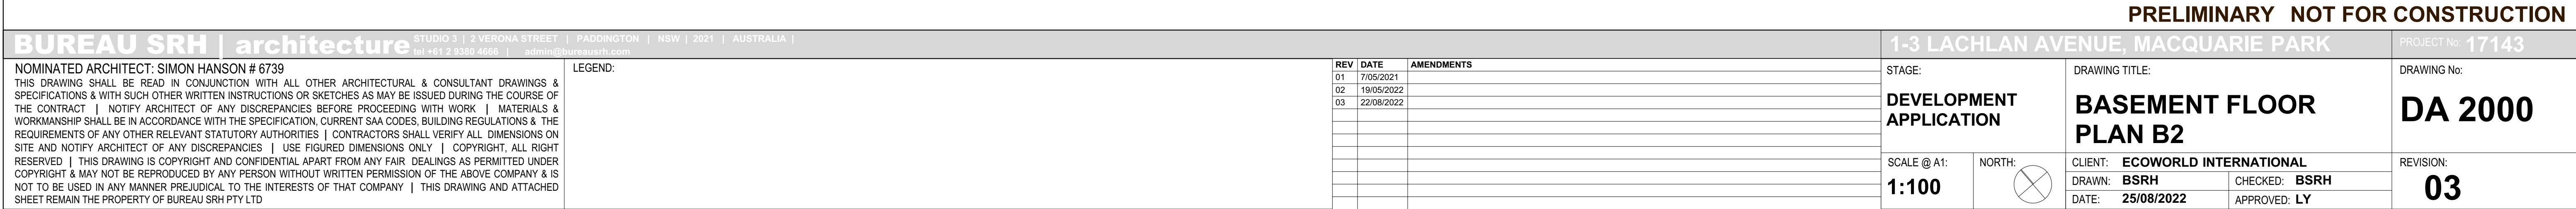 PRELIMINARY NOT FOR CONSTRUCTION
BUREAU SRH | architecture
STUDIO 3 | 2 VERONA STREET | PADDINGTON | NSW | 2021 | AUSTRALIA |
tel +61 2 9380 4666 | admin@bureausrh.com
1-3 LACHLAN AVENUE, MACQUARIE PARK
PROJECT No: 17143
NOMINATED ARCHITECT: SIMON HANSON # 6739
THIS DRAWING SHALL BE READ IN CONJUNCTION WITH ALL OTHER ARCHITECTURAL & CONSULTANT DRAWINGS &
SPECIFICATIONS & WITH SUCH OTHER WRITTEN INSTRUCTIONS OR SKETCHES AS MAY BE ISSUED DURING THE COURSE OF
THE CONTRACT | NOTIFY ARCHITECT OF ANY DISCREPANCIES BEFORE PROCEEDING WITH WORK | MATERIALS &
WORKMANSHIP SHALL BE IN ACCORDANCE WITH THE SPECIFICATION, CURRENT SAA CODES, BUILDING REGULATIONS & THE
REQUIREMENTS OF ANY OTHER RELEVANT STATUTORY AUTHORITIES | CONTRACTORS SHALL VERIFY ALL DIMENSIONS ON
SITE AND NOTIFY ARCHITECT OF ANY DISCREPANCIES | USE FIGURED DIMENSIONS ONLY | COPYRIGHT, ALL RIGHT
RESERVED | THIS DRAWING IS COPYRIGHT AND CONFIDENTIAL APART FROM ANY FAIR DEALINGS AS PERMITTED UNDER
COPYRIGHT & MAY NOT BE REPRODUCED BY ANY PERSON WITHOUT WRITTEN PERMISSION OF THE ABOVE COMPANY & IS
NOT TO BE USED IN ANY MANNER PREJUDICAL TO THE INTERESTS OF THAT COMPANY | THIS DRAWING AND ATTACHED
SHEET REMAIN THE PROPERTY OF BUREAU SRH PTY LTD
LEGEND:
REV DATE AMENDMENTS
01 7/05/2021
02 19/05/2022
03 22/08/2022
STAGE:
DEVELOPMENT
APPLICATION
DRAWING TITLE:
BASEMENT FLOOR
PLAN B2
DRAWING No:
DA 2000
SCALE @ A1:
1:100
NORTH:
CLIENT: ECOWORLD INTERNATIONAL
DRAWN: BSRH CHECKED: BSRH
DATE: 25/08/2022 APPROVED: LY
REVISION:
03